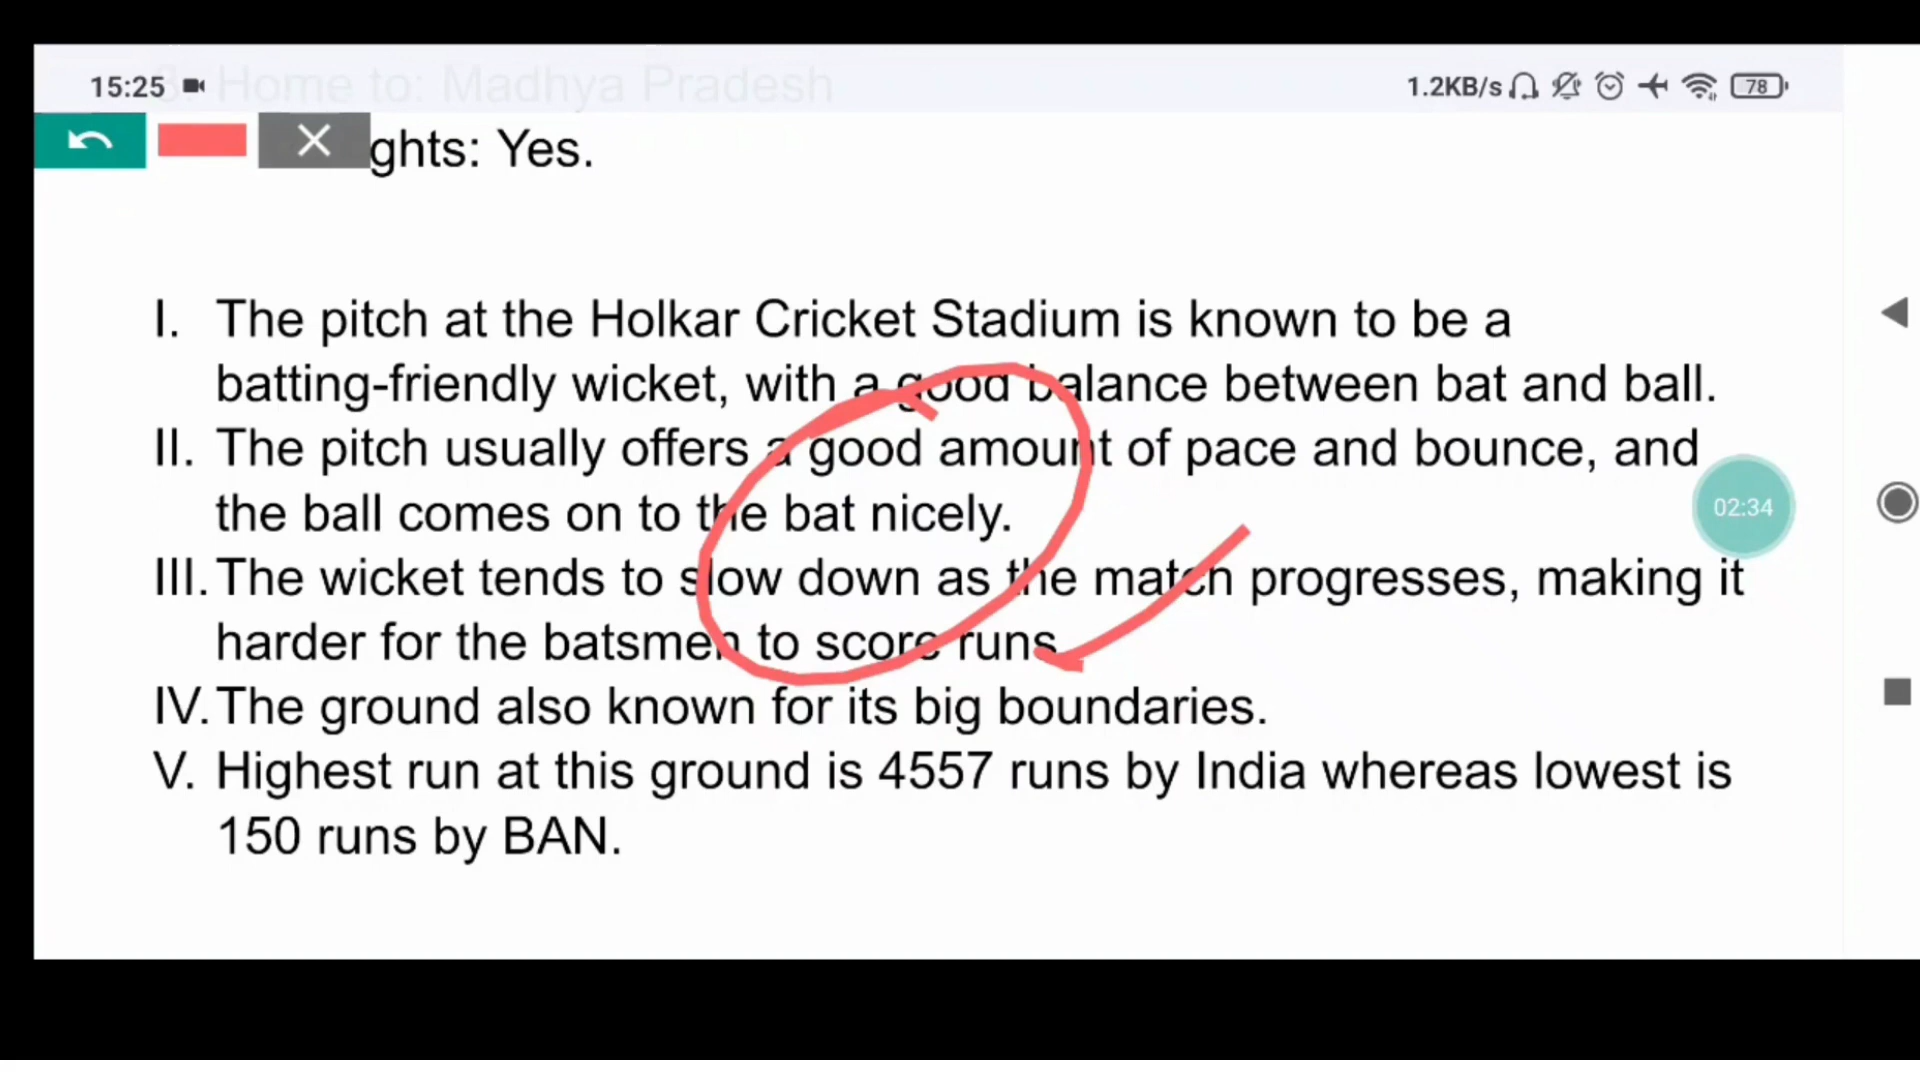 15:25 1.2KB/s 78
8. Home to: Madhya Pradesh
ghts: Yes.
I. The pitch at the Holkar Cricket Stadium is known to be a
batting-friendly wicket, with a good balance between bat and ball.
II. The pitch usually offers a good amount of pace and bounce, and
the ball comes on to the bat nicely.
02:34
III. The wicket tends to slow down as the match progresses, making it
harder for the batsmen to score runs.
IV. The ground also known for its big boundaries.
V. Highest run at this ground is 4557 runs by India whereas lowest is
150 runs by BAN.